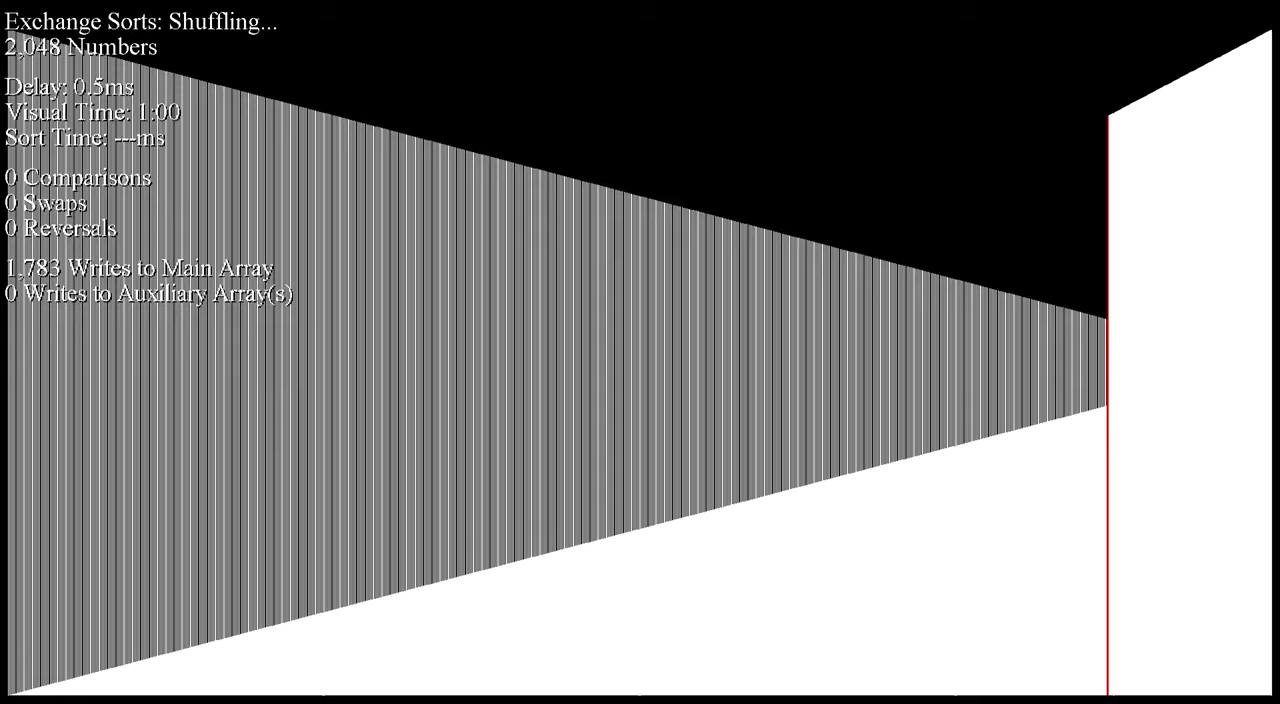 Exchange Sorts: Shuffling...
2,048 Numbers
Delay: 0.5ms
Visual Time: 1:00
Sort Time: ---ms
0 Comparisons
0 Swaps
0 Reversals
1,783 Writes to Main Array
0 Writes to Auxiliary Array(s)